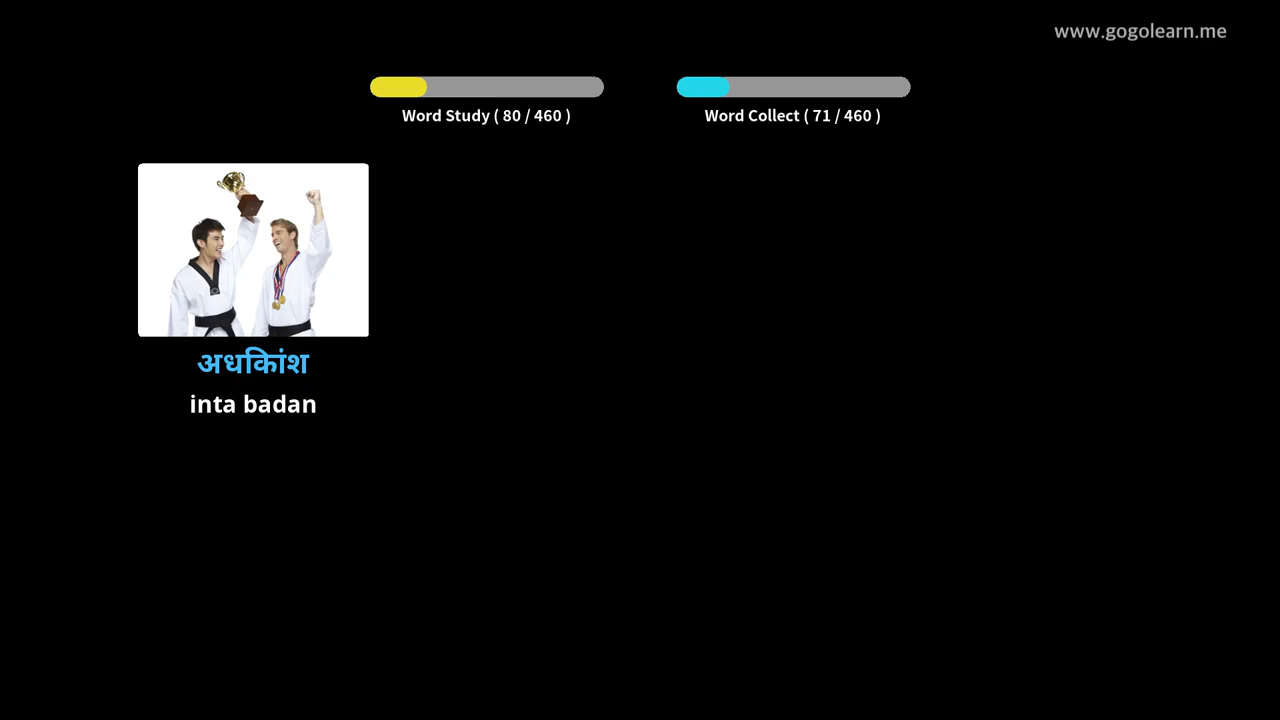 www.gogolearn.me
Word Study ( 80 / 460 )
Word Collect ( 71 / 460 )
अधिकांश
inta badan